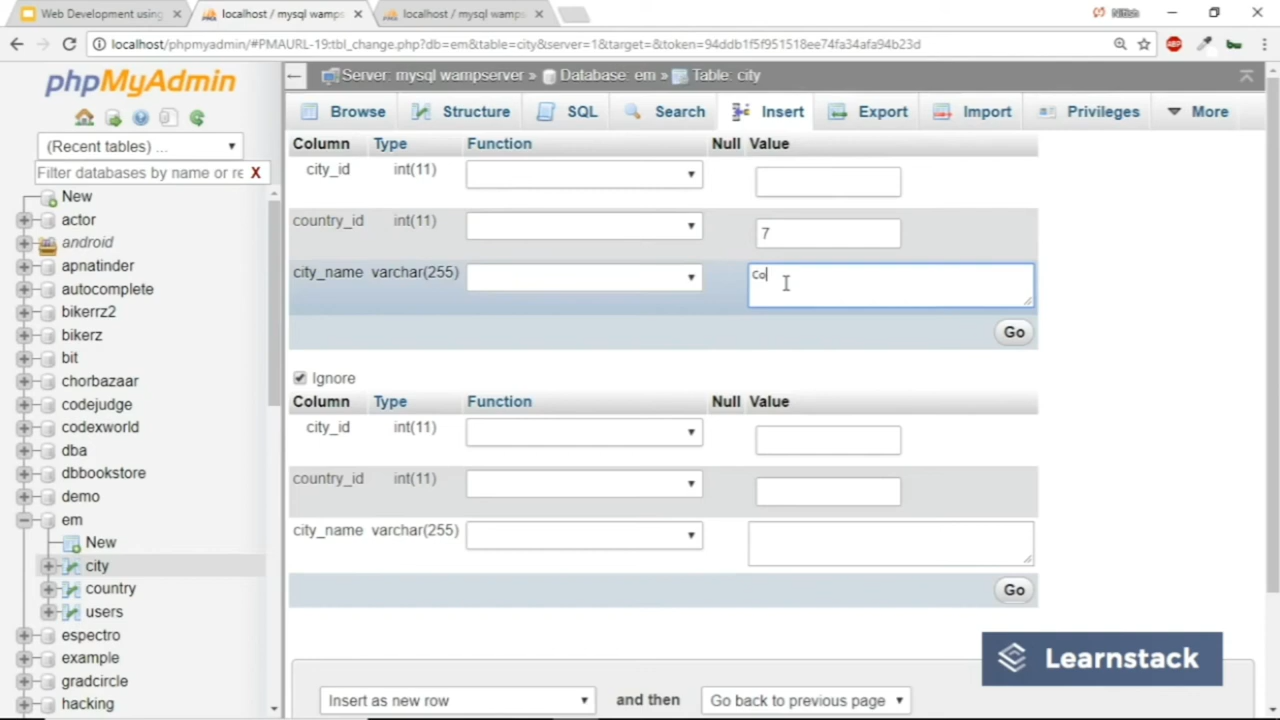 Web Development using
localhost / mysql wamps
localhost / mysql wamps
Nitish
localhost/phpmyadmin/#PMAURL-19:tbl_change.php?db=em&table=city&server=1&target=&token=94ddb1f5f951518ee74fa34afa94b23d
ABP
phpMyAdmin
(Recent tables) ...
Filter databases by name or re X
New
actor
android
apnatinder
autocomplete
bikerrz2
bikerz
bit
chorbazaar
codejudge
codexworld
dba
dbbookstore
demo
em
New
city
country
users
espectro
example
gradcircle
hacking
Server: mysql wampserver » Database: em » Table: city
Browse Structure SQL Search Insert Export Import Privileges More
Column Type Function Null Value
city_id int(11)
country_id int(11) 7
city_name varchar(255) Co
Go
Ignore
Column Type Function Null Value
city_id int(11)
country_id int(11)
city_name varchar(255)
Go
Learnstack
Insert as new row and then Go back to previous page